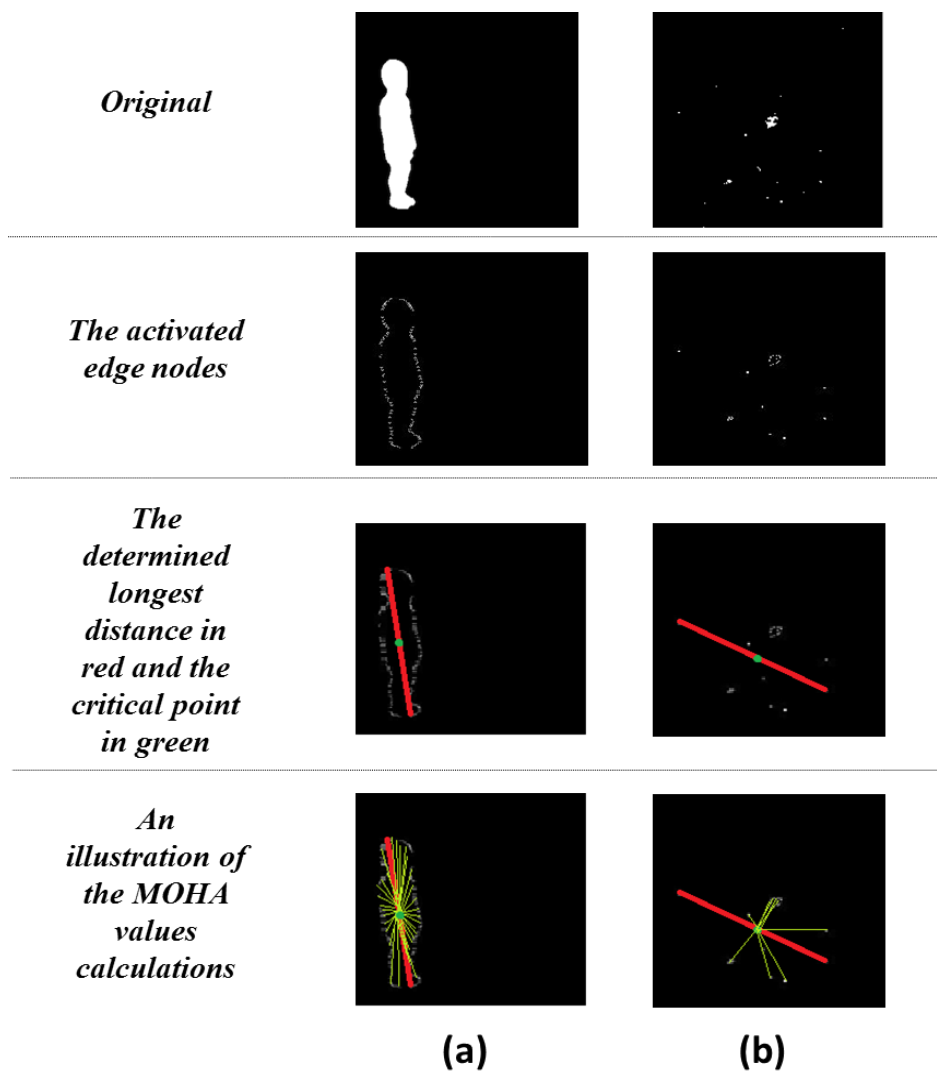 Original
The activated
edge nodes
The
determined
longest
distance in
red and the
critical point
in green
An
illustration of
the MOHA
values
calculations
(a)
(b)